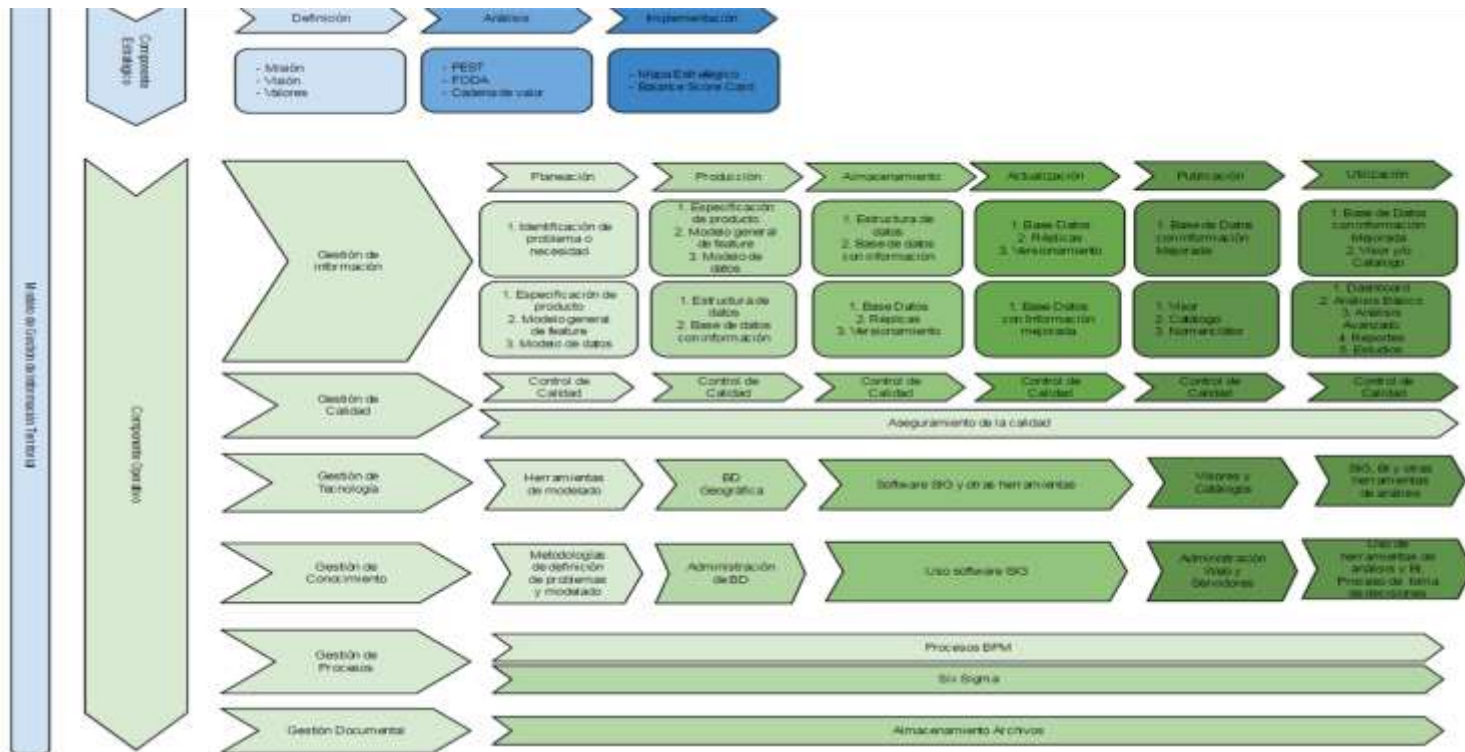 Modelo de Gestión de Información Territorial
Componente
Estratégico
Definición
Análisis
Implementación
- Misión
- Visión
- Valores
- PEST
- FODA
- Cadena de valor
- Mapa Estratégico
- Balance Score Card
Componente Operativo
Gestión de
Información
Planeación
Producción
Almacenamiento
Actualización
Publicación
Utilización
1. Identificación de
problema o
necesidad
1. Especificación
de producto
2. Modelo general
de feature
3. Modelo de
datos
1. Estructura de
datos
2. Base de datos
con información
1. Base Datos
2. Réplicas
3. Versionamiento
1. Base de Datos
con información
Mejorada
1. Base de Datos
con información
Mejorada
2. Visor y/o
Catálogo
1. Especificación de
producto
2. Modelo general
de feature
3. Modelo de datos
1. Estructura de
datos
2. Base de datos
con información
1. Base Datos
2. Réplicas
3. Versionamiento
1. Base Datos
con Información
mejorada
1. Visor
2. Catálogo
3. Nomenclátor
1. Dashboard
2. Análisis Básico
3. Análisis
Avanzado
4. Reportes
5. Estudios
Gestión de
Calidad
Control de
Calidad
Control de
Calidad
Control de
Calidad
Control de
Calidad
Control de
Calidad
Control de
Calidad
Aseguramiento de la calidad
Gestión de
Tecnología
Herramientas
de modelado
BD
Geográfica
Software SIG y otras herramientas
Visores y
Catálogos
SIG, BI y otras
herramientas
de análisis
Gestión de
Conocimiento
Metodologías
de definición
de problemas
y modelado
Administración
de BD
Uso software SIG
Administración
Web y
Servidores
Uso de
herramientas de
análisis y BI,
Proceso de toma
de decisiones
Gestión de
Procesos
Procesos BPM
Six Sigma
Gestión Documental
Almacenamiento Archivos